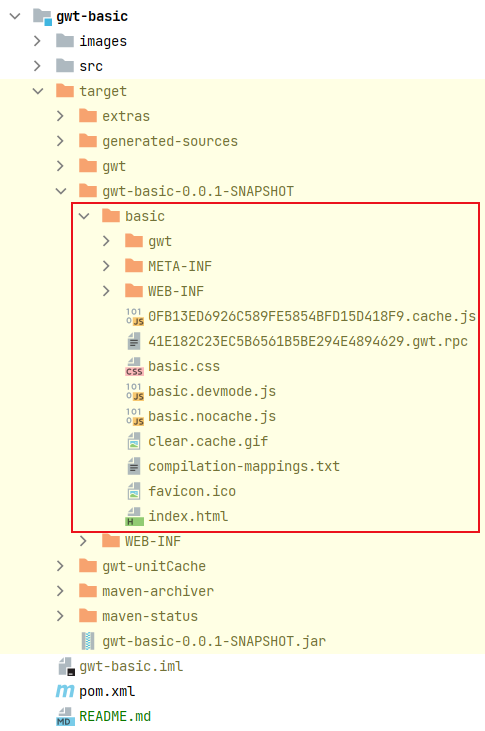 gwt-basic
images
src
target
extras
generated-sources
gwt
gwt-basic-0.0.1-SNAPSHOT
basic
gwt
META-INF
WEB-INF
0FB13ED6926C589FE5854BFD15D418F9.cache.js
41E182C23EC5B6561B5BE294E4894629.gwt.rpc
basic.css
basic.devmode.js
basic.nocache.js
clear.cache.gif
compilation-mappings.txt
favicon.ico
index.html
WEB-INF
gwt-unitCache
maven-archiver
maven-status
gwt-basic-0.0.1-SNAPSHOT.jar
gwt-basic.iml
pom.xml
README.md